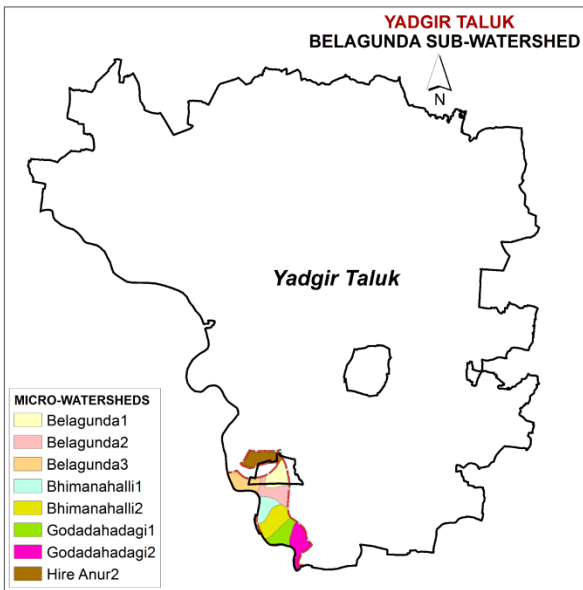 YADGIR TALUK
BELAGUNDA SUB-WATERSHED
N
Yadgir Taluk
MICRO-WATERSHEDS
Belagunda1
Belagunda2
Belagunda3
Bhimanahalli1
Bhimanahalli2
Godadahadagi1
Godadahadagi2
Hire Anur2